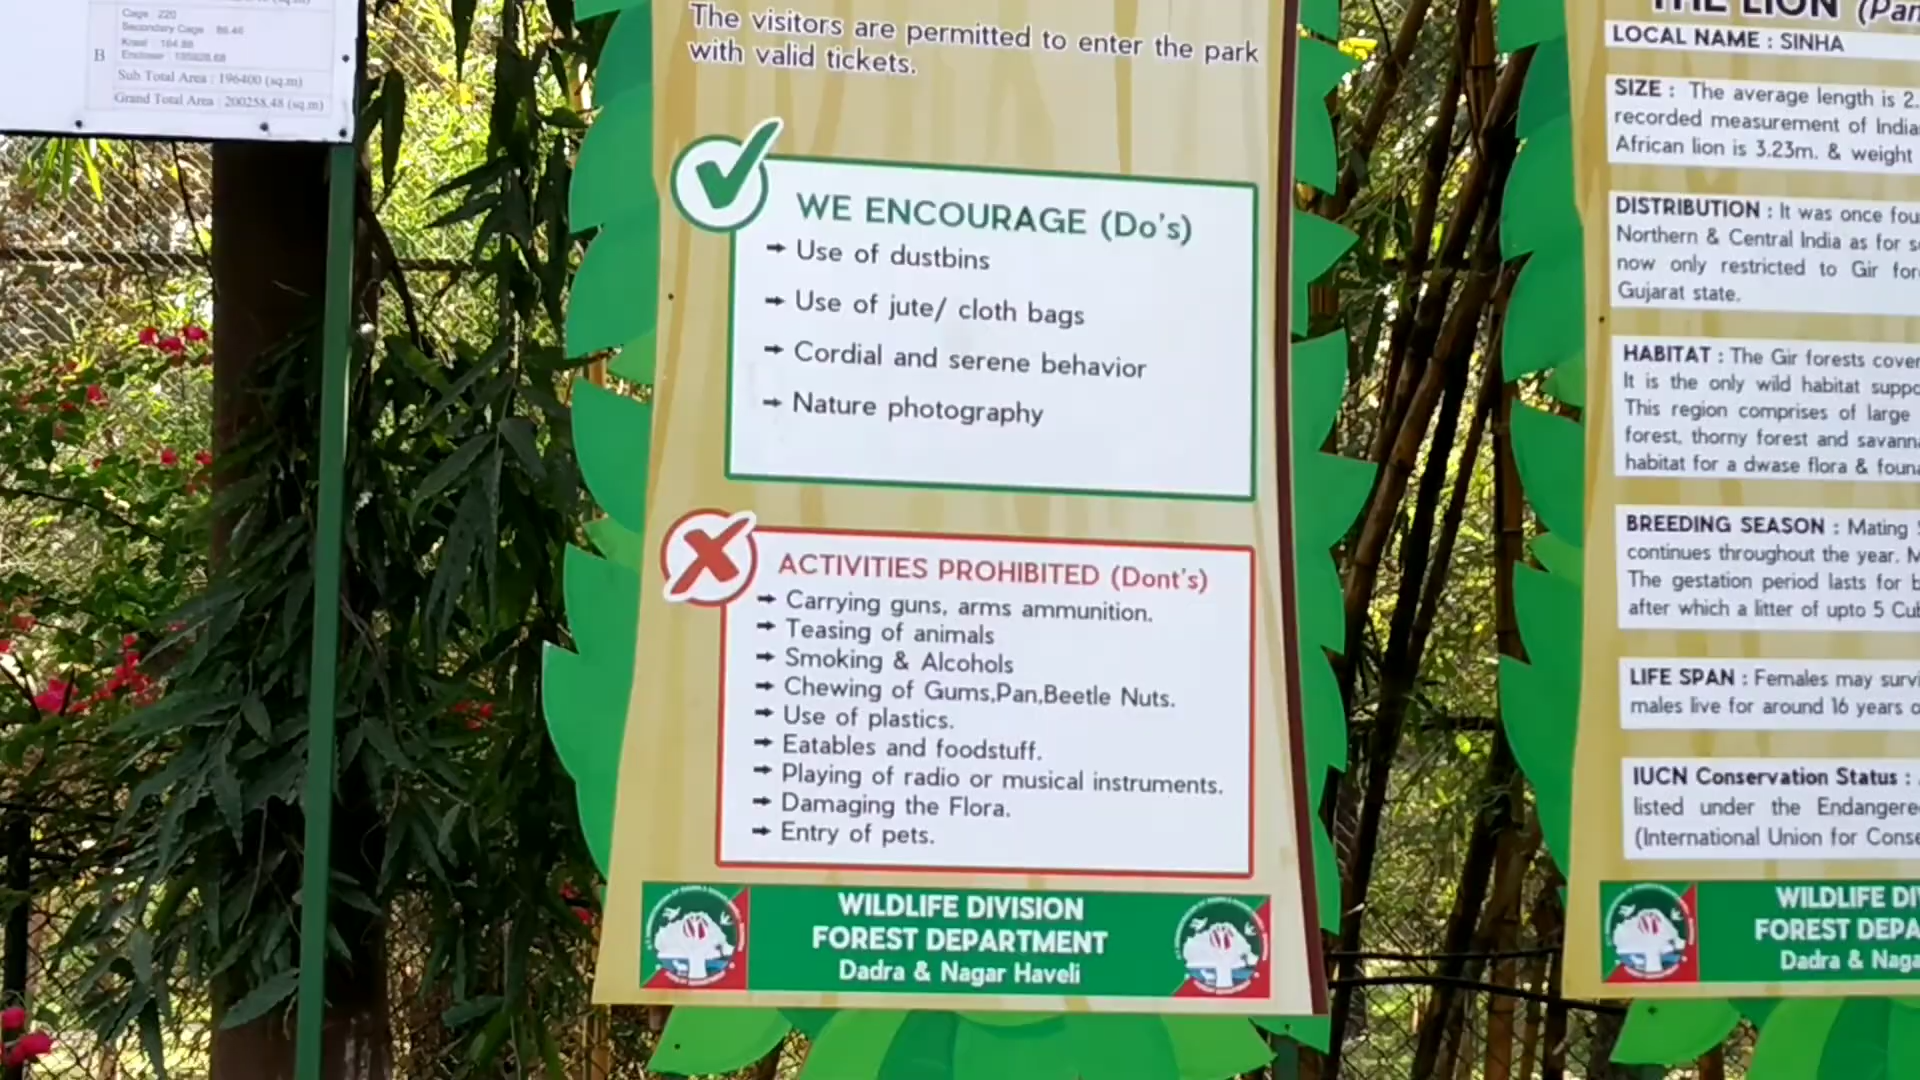 Cage : 220
Secondary Cage : 86.46
Kraal : 184.88
B
Sub Total Area : 196400 (sq.m)
Grand Total Area : 200258.48 (sq.m)
The visitors are permitted to enter the park
with valid tickets.
WE ENCOURAGE (Do's)
➞ Use of dustbins
➞ Use of jute/ cloth bags
➞ Cordial and serene behavior
➞ Nature photography
ACTIVITIES PROHIBITED (Dont's)
➞ Carrying guns, arms ammunition.
➞ Teasing of animals
➞ Smoking & Alcohols
➞ Chewing of Gums,Pan,Beetle Nuts.
➞ Use of plastics.
➞ Eatables and foodstuff.
➞ Playing of radio or musical instruments.
➞ Damaging the Flora.
➞ Entry of pets.
WILDLIFE DIVISION
FOREST DEPARTMENT
Dadra & Nagar Haveli
THE LION (Pan
LOCAL NAME : SINHA
SIZE : The average length is 2.
recorded measurement of India
African lion is 3.23m. & weight
DISTRIBUTION : It was once fou
Northern & Central India as for s
now only restricted to Gir for
Gujarat state.
HABITAT : The Gir forests cover
It is the only wild habitat suppo
This region comprises of large
forest, thorny forest and savann
habitat for a dwase flora & foun
BREEDING SEASON : Mating
continues throughout the year. M
The gestation period lasts for b
after which a litter of upto 5 Cub
LIFE SPAN : Females may survi
males live for around 16 years o
IUCN Conservation Status :
listed under the Endangere
(International Union for Conse
WILDLIFE DI
FOREST DEPA
Dadra & Naga